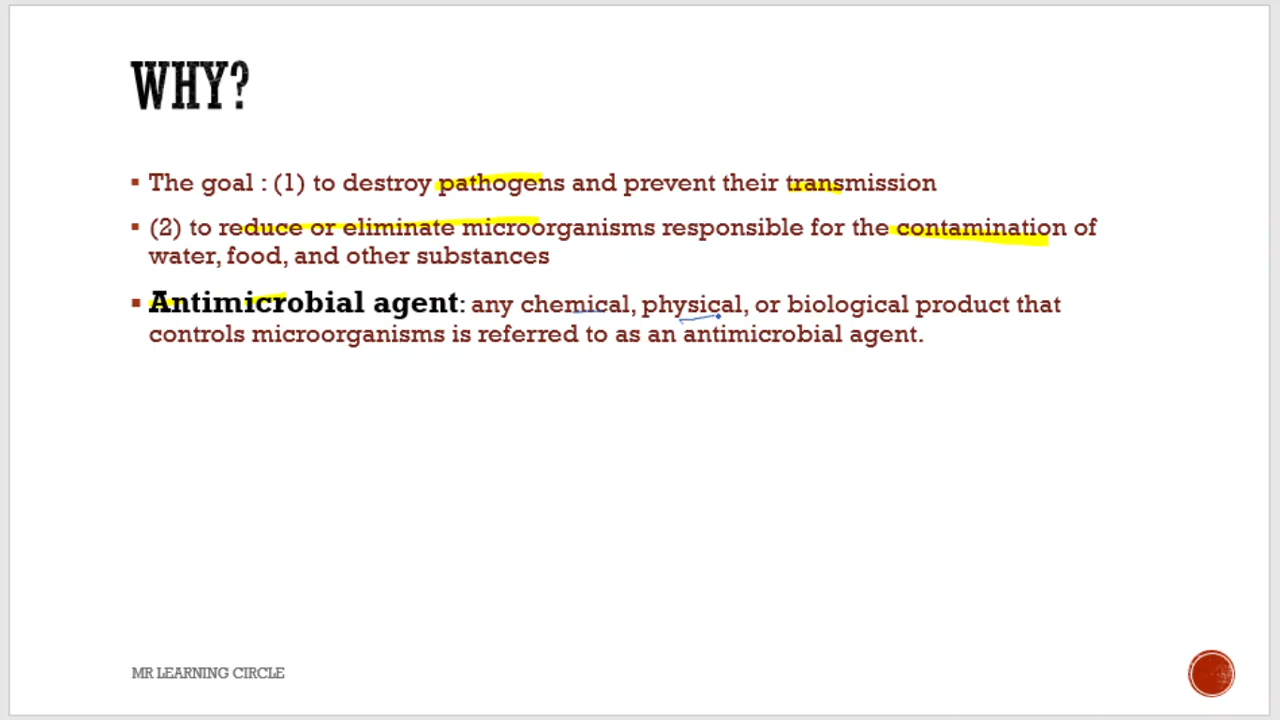 WHY?
The goal : (1) to destroy pathogens and prevent their transmission
(2) to reduce or eliminate microorganisms responsible for the contamination of
water, food, and other substances
Antimicrobial agent: any chemical, physical, or biological product that
controls microorganisms is referred to as an antimicrobial agent.
MR LEARNING CIRCLE